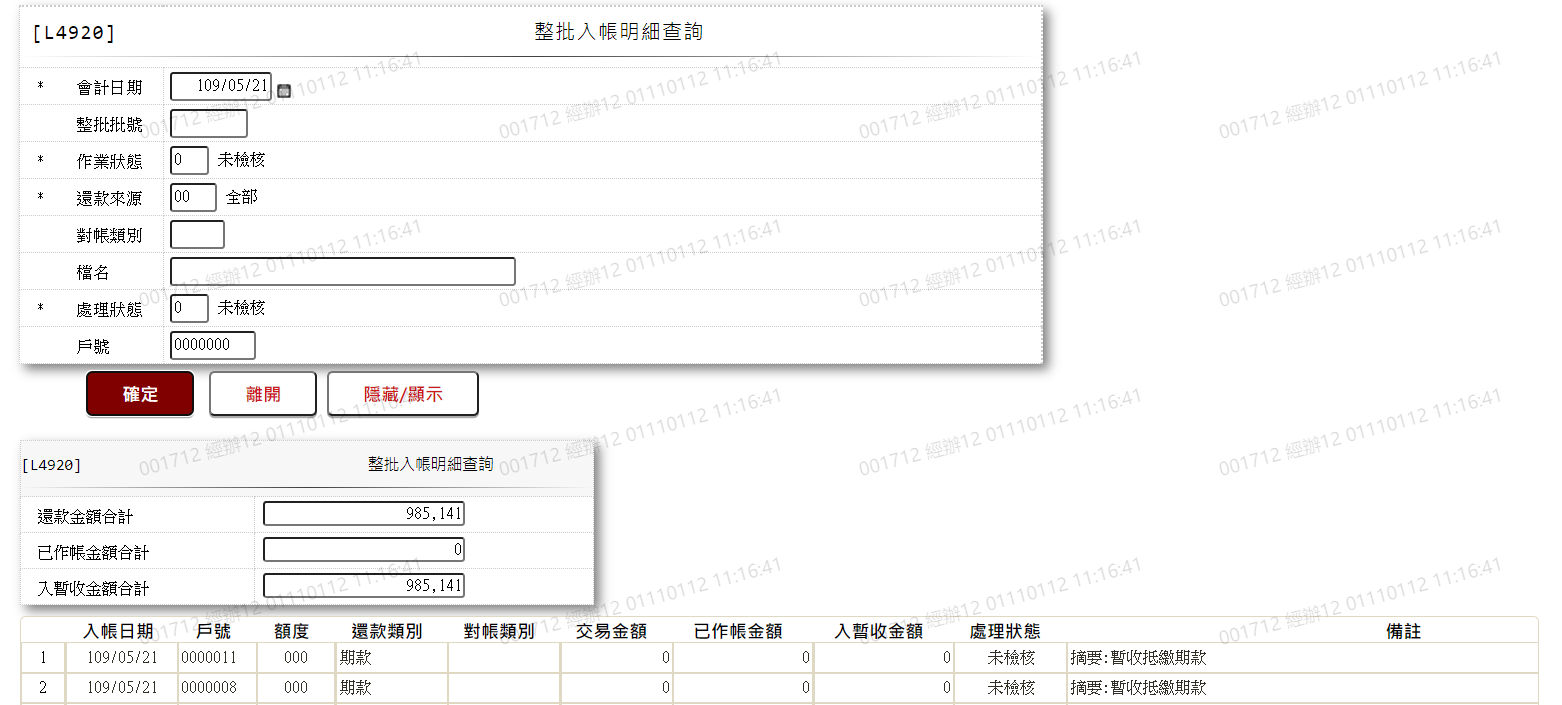 [L4920] 整批入帳明細查詢
* 會計日期 109/05/21
整批批號
* 作業狀態 0 未檢核
* 還款來源 00 全部
對帳類別
檔名
* 處理狀態 0 未檢核
戶號 0000000
確定 離開 隱藏/顯示
[L4920] 整批入帳明細查詢
還款金額合計 985,141
已作帳金額合計 0
入暫收金額合計 985,141
入帳日期 戶號 額度 還款類別 對帳類別 交易金額 已作帳金額 入暫收金額 處理狀態 備註
1 109/05/21 0000011 000 期款 0 0 0 未檢核 摘要:暫收抵繳期款
2 109/05/21 0000008 000 期款 0 0 0 未檢核 摘要:暫收抵繳期款
001712 經辦12 01110112 11:16:41